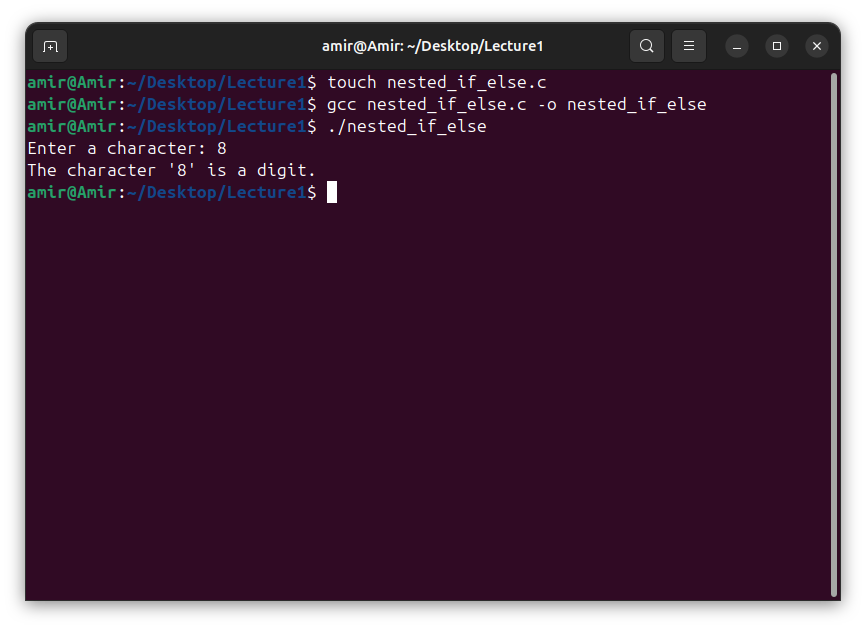 amir@Amir: ~/Desktop/Lecture1
amir@Amir:~/Desktop/Lecture1$ touch nested_if_else.c
amir@Amir:~/Desktop/Lecture1$ gcc nested_if_else.c -o nested_if_else
amir@Amir:~/Desktop/Lecture1$ ./nested_if_else
Enter a character: 8
The character '8' is a digit.
amir@Amir:~/Desktop/Lecture1$